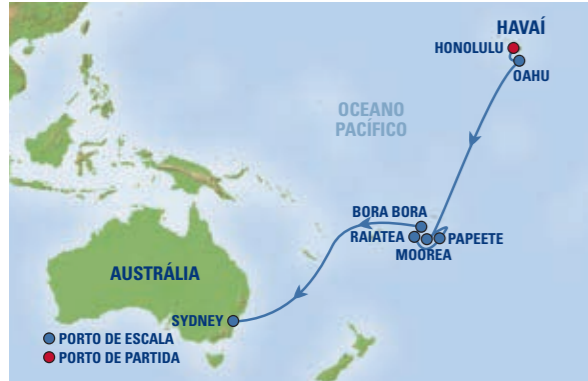 HAVAÍ
HONOLULU
OAHU
OCEANO
PACÍFICO
BORA BORA
RAIATEA
PAPEETE
MOOREA
AUSTRÁLIA
SYDNEY
PORTO DE ESCALA
PORTO DE PARTIDA